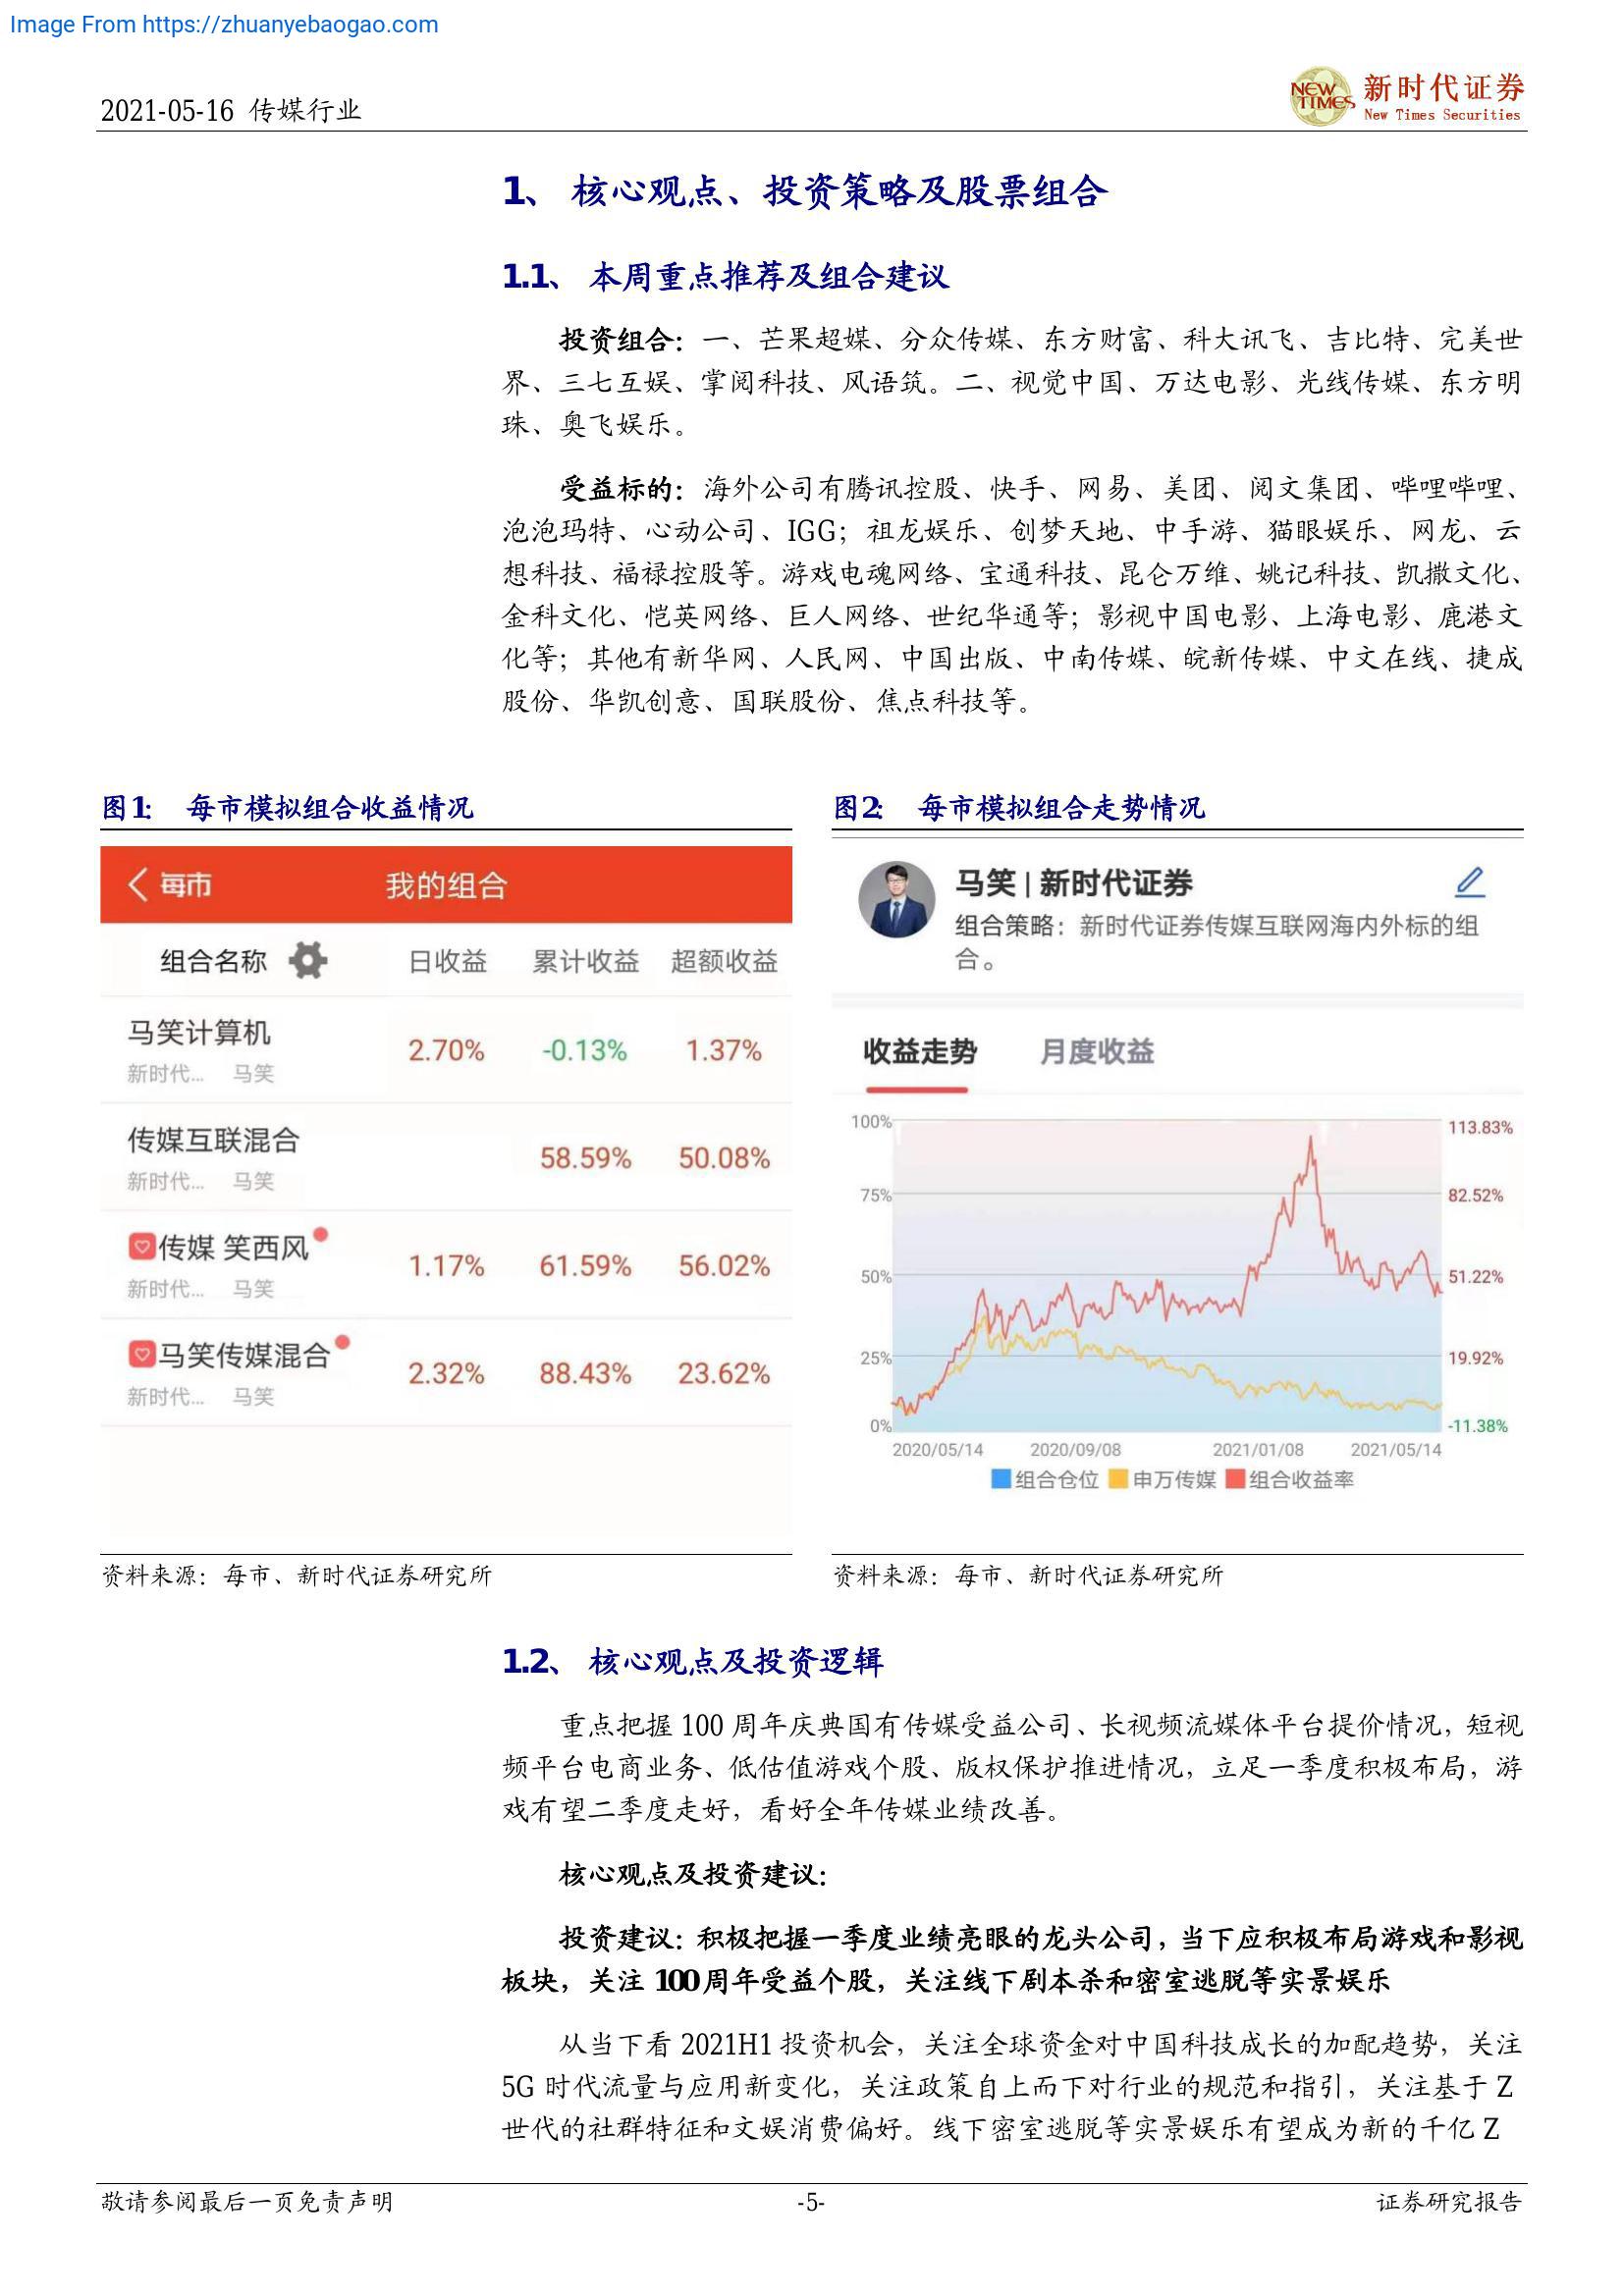 Image From https://zhuanyebaogao.com
2021-05-16 传媒行业
NEW TIMES 新时代证券
New Times Securities
1、 核心观点、投资策略及股票组合
1.1、 本周重点推荐及组合建议
投资组合：一、芒果超媒、分众传媒、东方财富、科大讯飞、吉比特、完美世
界、三七互娱、掌阅科技、风语筑。二、视觉中国、万达电影、光线传媒、东方明
珠、奥飞娱乐。
受益标的：海外公司有腾讯控股、快手、网易、美团、阅文集团、哔哩哔哩、
泡泡玛特、心动公司、IGG；祖龙娱乐、创梦天地、中手游、猫眼娱乐、网龙、云
想科技、福禄控股等。游戏电魂网络、宝通科技、昆仑万维、姚记科技、凯撒文化、
金科文化、恺英网络、巨人网络、世纪华通等；影视中国电影、上海电影、鹿港文
化等；其他有新华网、人民网、中国出版、中南传媒、皖新传媒、中文在线、捷成
股份、华凯创意、国联股份、焦点科技等。
图1： 每市模拟组合收益情况
每市 我的组合
组合名称 日收益 累计收益 超额收益
马笑计算机 2.70% -0.13% 1.37%
新时代... 马笑
传媒互联混合 58.59% 50.08%
新时代... 马笑
传媒 笑西风 1.17% 61.59% 56.02%
新时代... 马笑
马笑传媒混合 2.32% 88.43% 23.62%
新时代... 马笑
资料来源：每市、新时代证券研究所
图2： 每市模拟组合走势情况
马笑 | 新时代证券
组合策略：新时代证券传媒互联网海内外标的组
合。
收益走势 月度收益
100% 113.83%
75% 82.52%
50% 51.22%
25% 19.92%
0% -11.38%
2020/05/14 2020/09/08 2021/01/08 2021/05/14
组合仓位 申万传媒 组合收益率
资料来源：每市、新时代证券研究所
1.2、 核心观点及投资逻辑
重点把握 100 周年庆典国有传媒受益公司、长视频流媒体平台提价情况，短视
频平台电商业务、低估值游戏个股、版权保护推进情况，立足一季度积极布局，游
戏有望二季度走好，看好全年传媒业绩改善。
核心观点及投资建议：
投资建议：积极把握一季度业绩亮眼的龙头公司，当下应积极布局游戏和影视
板块，关注 100 周年受益个股，关注线下剧本杀和密室逃脱等实景娱乐
从当下看 2021H1 投资机会，关注全球资金对中国科技成长的加配趋势，关注
5G 时代流量与应用新变化，关注政策自上而下对行业的规范和指引，关注基于 Z
世代的社群特征和文娱消费偏好。线下密室逃脱等实景娱乐有望成为新的千亿 Z
敬请参阅最后一页免责声明 -5- 证券研究报告